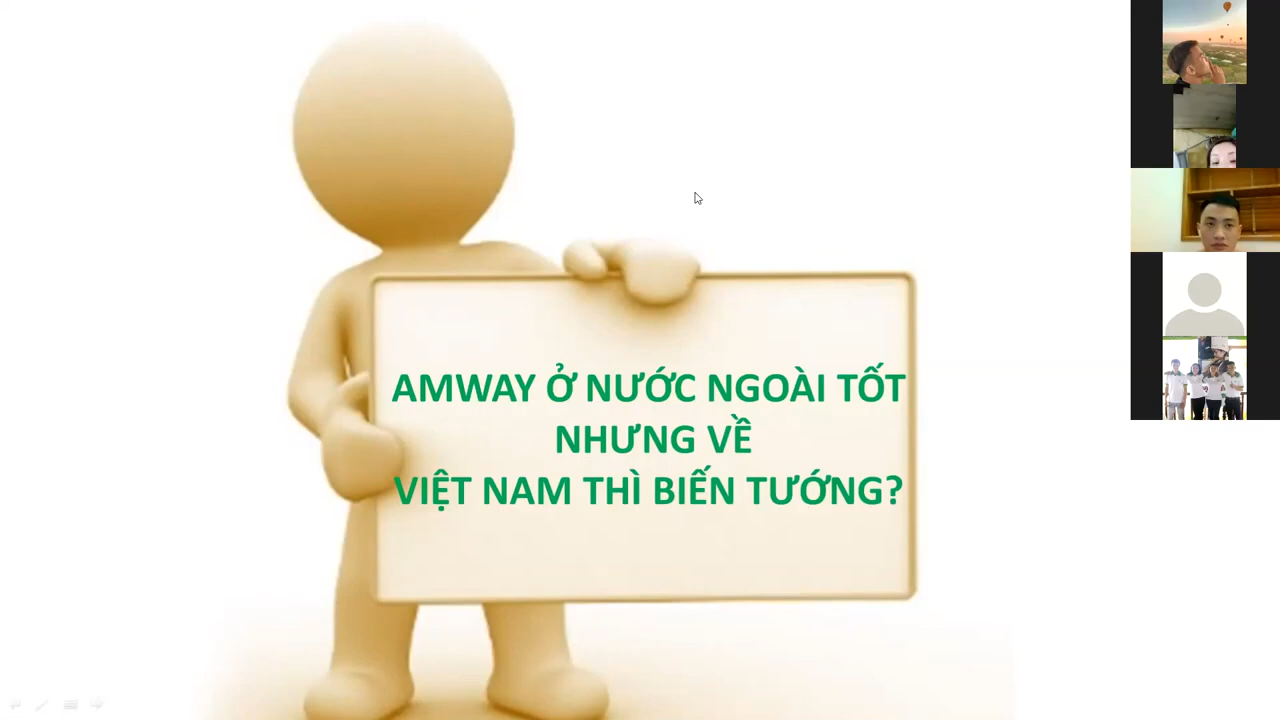 AMWAY Ở NƯỚC NGOÀI TỐT
NHƯNG VỀ
VIỆT NAM THÌ BIẾN TƯỚNG?